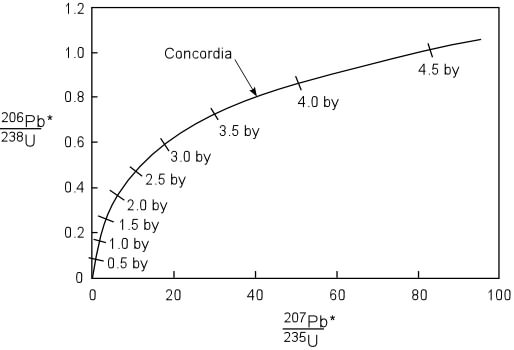 1.2
1.0
0.8
0.6
0.4
0.2
0
206Pb*
238U
Concordia
4.5 by
4.0 by
3.5 by
3.0 by
2.5 by
2.0 by
1.5 by
1.0 by
0.5 by
0 20 40 60 80 100
207Pb*
235U